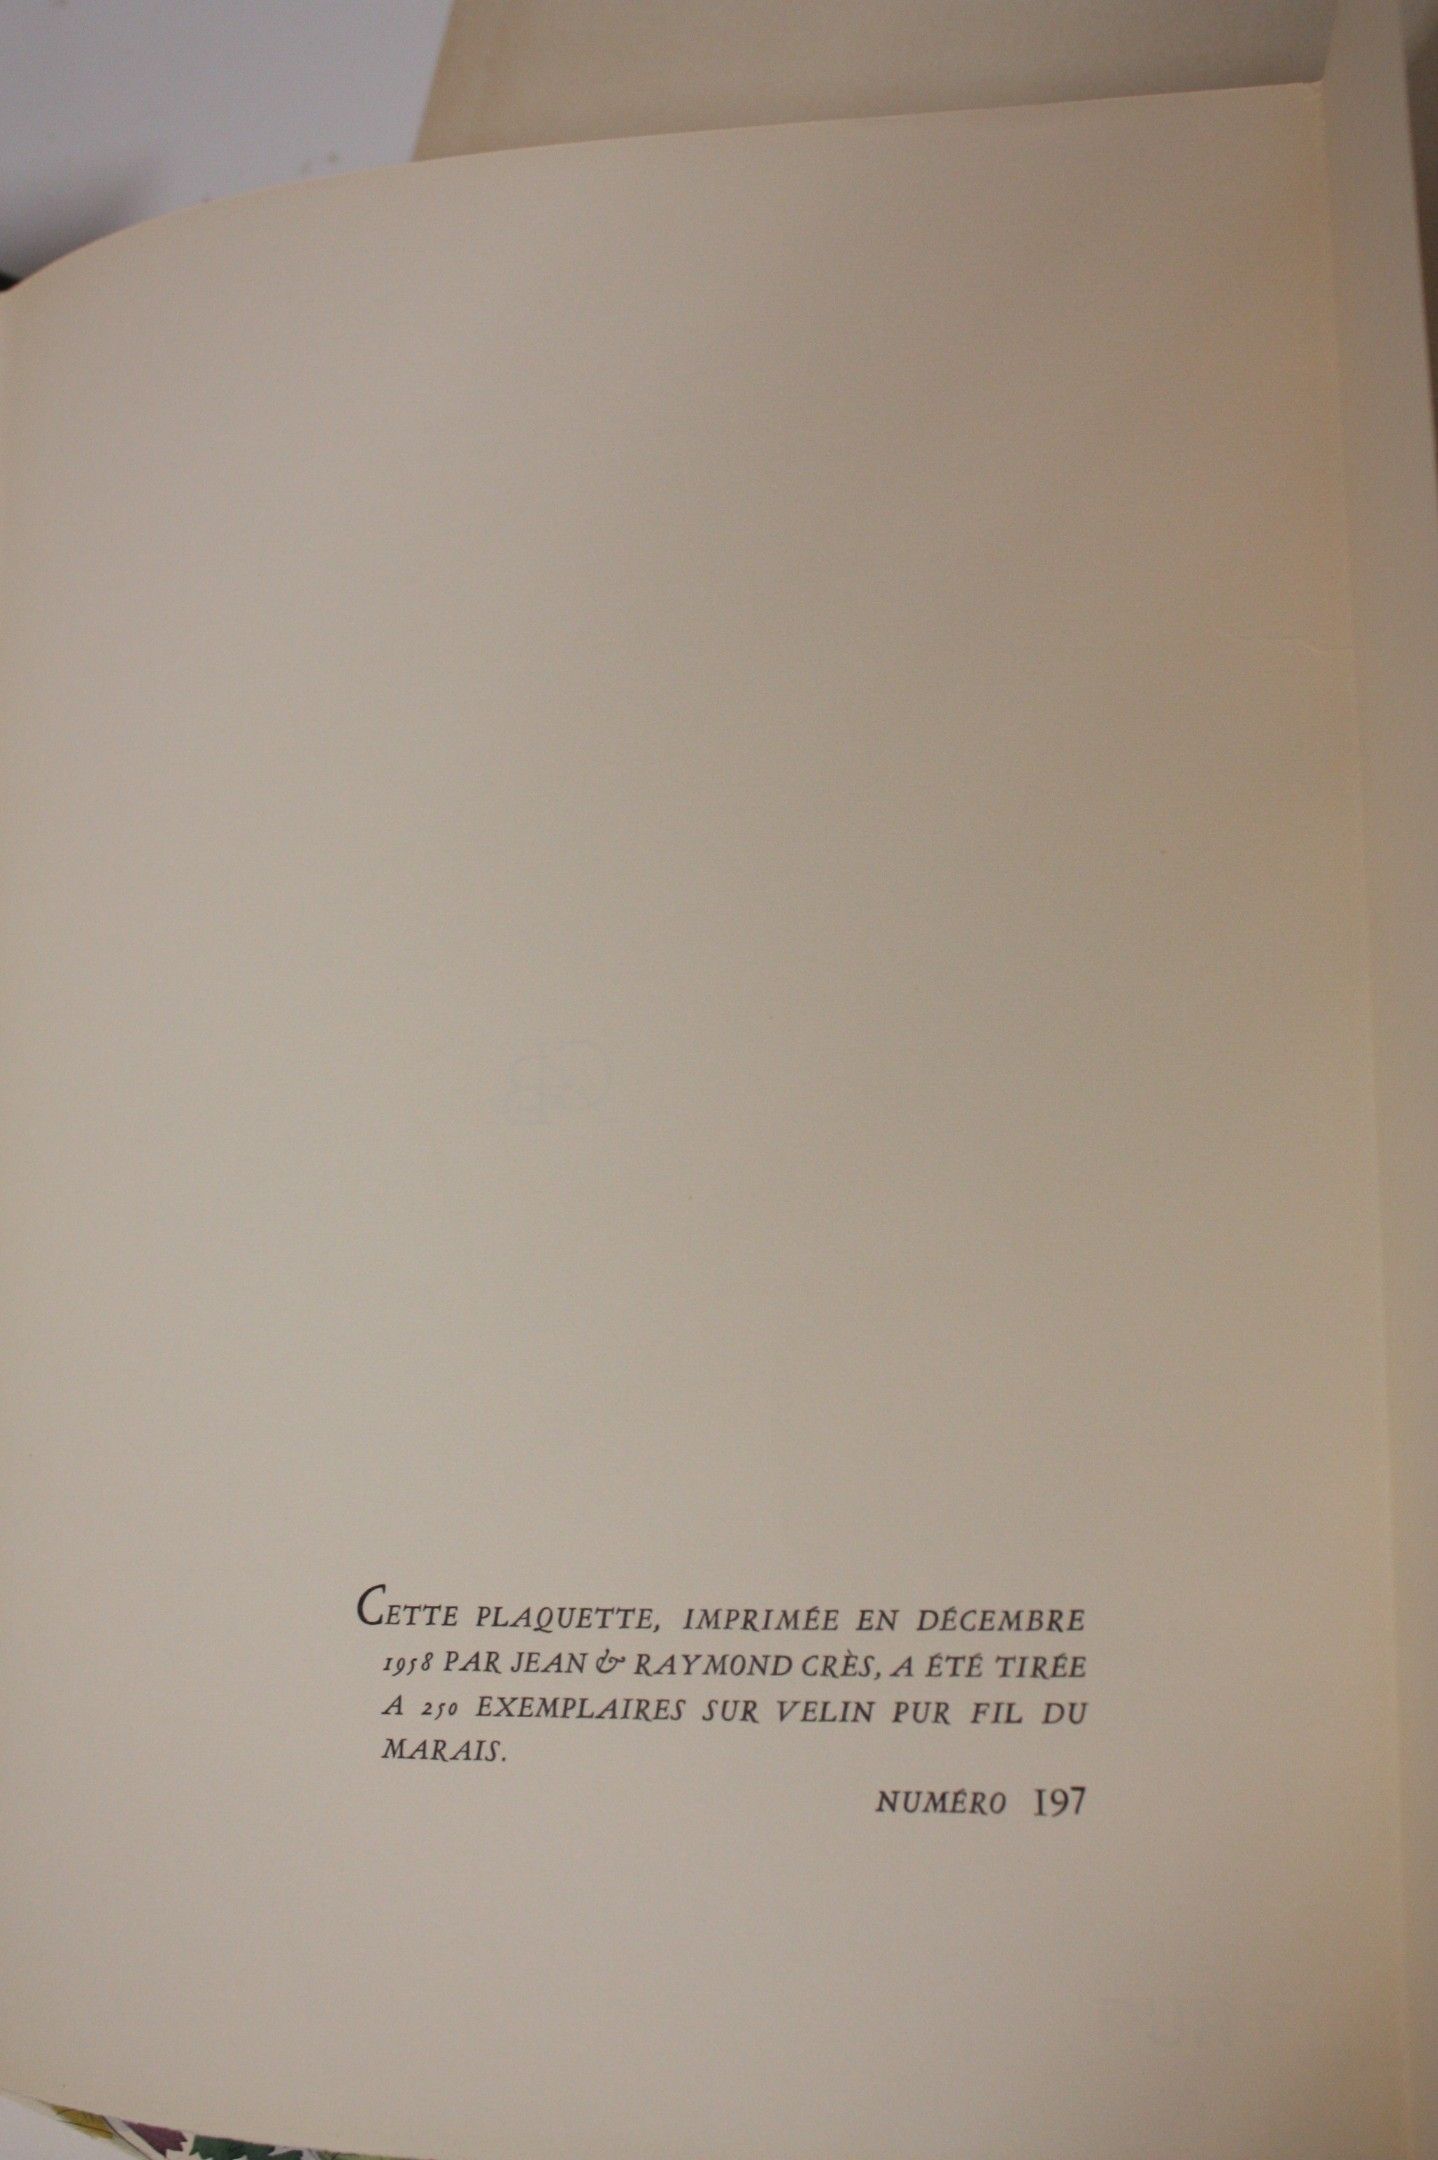 CETTE PLAQUETTE, IMPRIMÉE EN DÉCEMBRE
1958 PAR JEAN & RAYMOND CRÈS, A ÉTÉ TIRÉE
A 250 EXEMPLAIRES SUR VELIN PUR FIL DU
MARAIS.
NUMÉRO 197